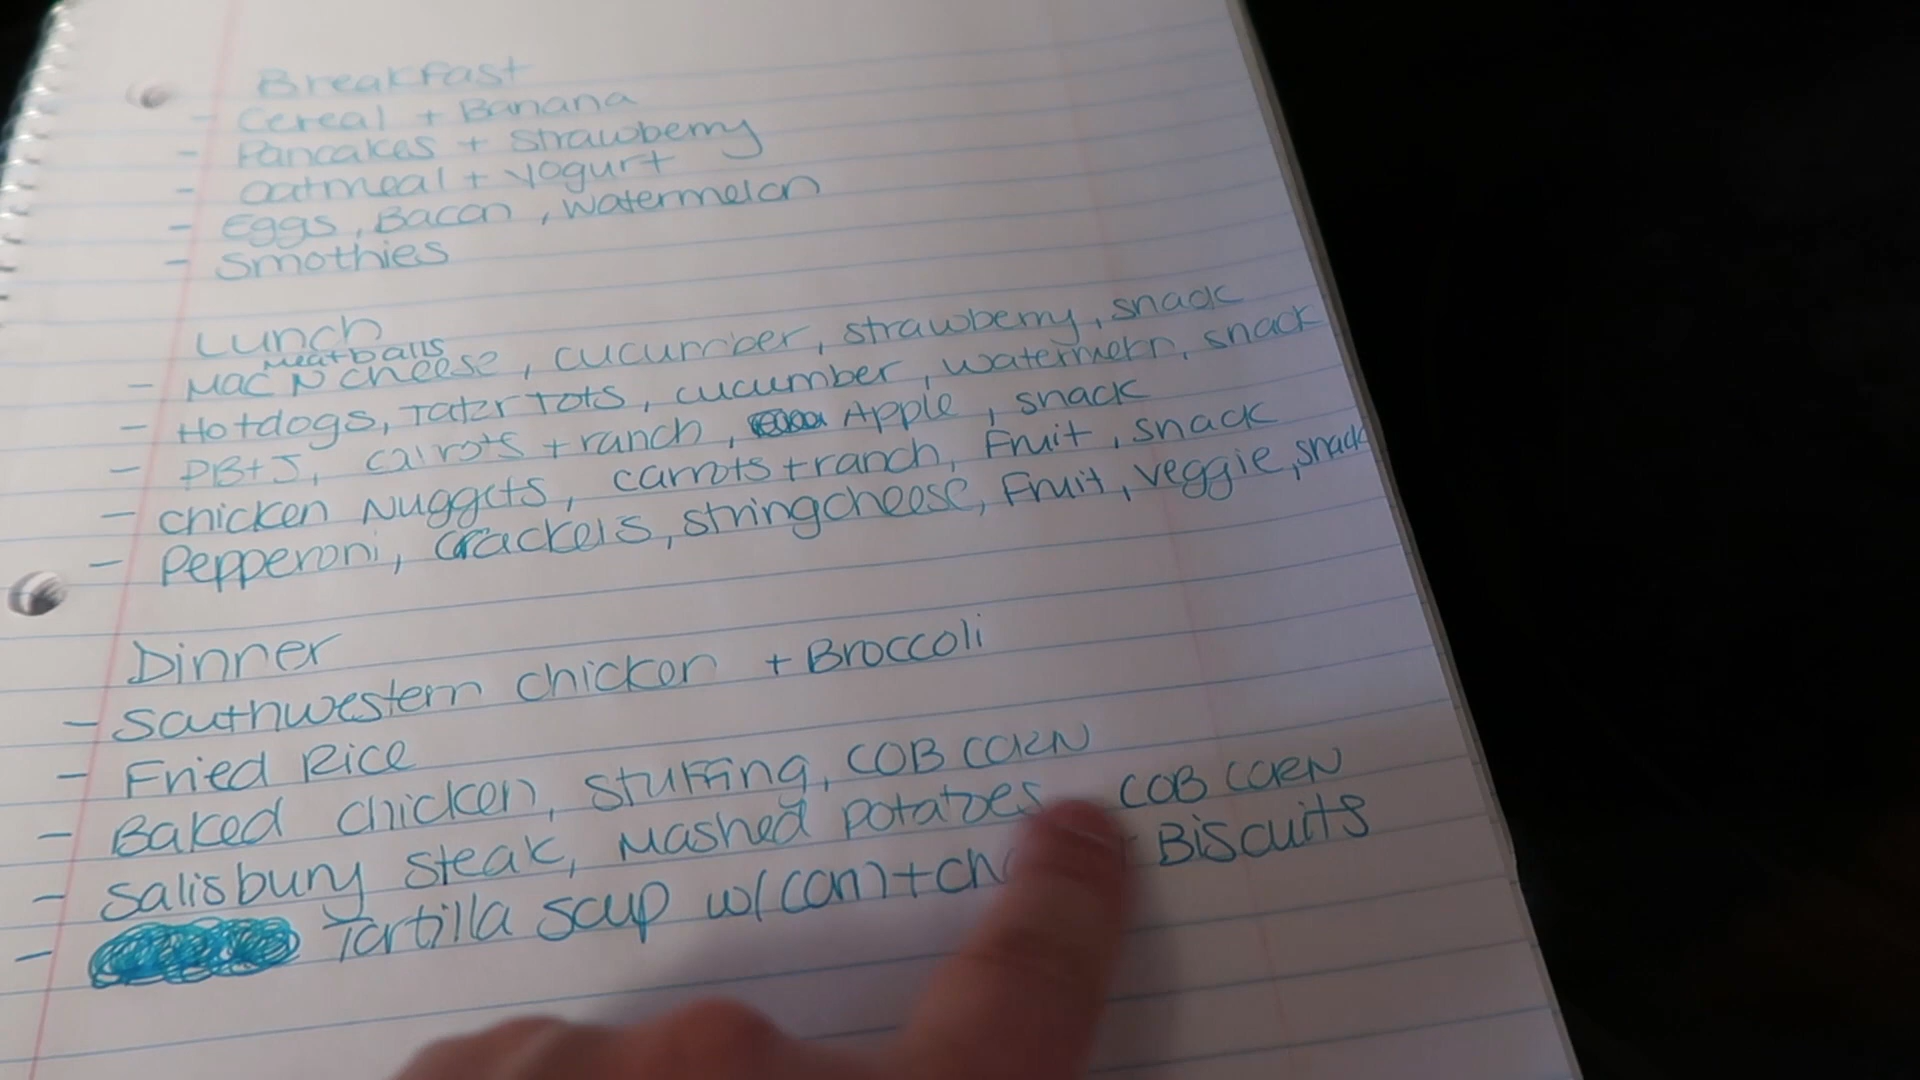 Breakfast
- Cereal + Banana
- Pancakes + Strawberry
- Oatmeal + Yogurt
- Eggs, Bacon, Watermelon
- Smothies
Lunch
meatballs
- Mac N cheese, cucumber, strawberry, snack
- Hotdogs, Tater Tots, cucumber, watermeln, snack
- PB+J, carrots + ranch, Apple, snack
- chicken Nuggets, carrots + ranch, Fruit, snack
- Pepperoni, crackers, stringcheese, Fruit, veggie, snack
Dinner
- Southwestern chicken + Broccoli
- Fried Rice
- Baked chicken, stuffing, COB CORN
- Salisbury steak, Mashed potatoes COB CORN
- Tortilla soup w/ (corn) + Biscuits